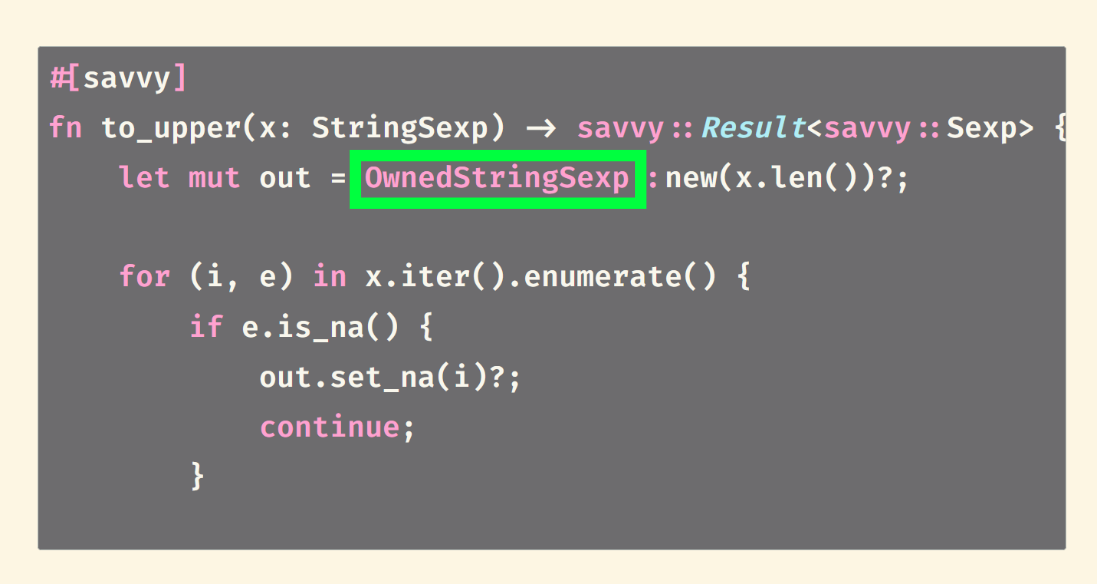 #[savvy]
fn to_upper(x: StringSexp) -> savvy::Result<savvy::Sexp> {
let mut out = OwnedStringSexp:new(x.len())?;
for (i, e) in x.iter().enumerate() {
if e.is_na() {
out.set_na(i)?;
continue;
}